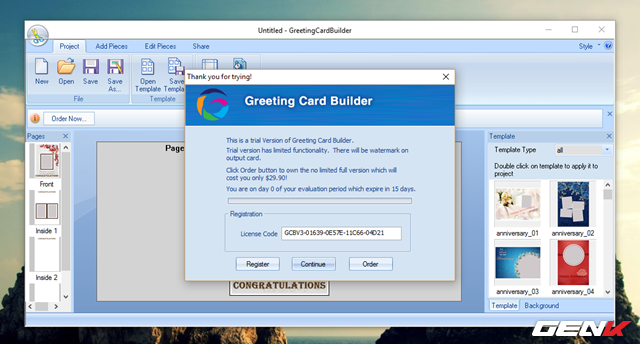 Untitled - GreetingCardBuilder
Project Add Pieces Edit Pieces Share Style
New Open Save Save As... Open Template Save
File Template
Order Now...
Pages
Front
Inside 1
Inside 2
Page
CONGRATULATIONS
Thank you for trying!
Greeting Card Builder
This is a trial Version of Greeting Card Builder.
Trial version has limited functionality. There will be watermark on
output card.
Click Order button to own the no limited full version which will
cost you only $29.90!
You are on day 0 of your evaluation period which expire in 15 days.
Registration
License Code GCBV3-01639-0E57E-11C66-04D21
Register Continue Order
Template
Template Type all
Double click on template to apply it to
project
anniversary_01 anniversary_02
anniversary_03 anniversary_04
Template Background
GENK